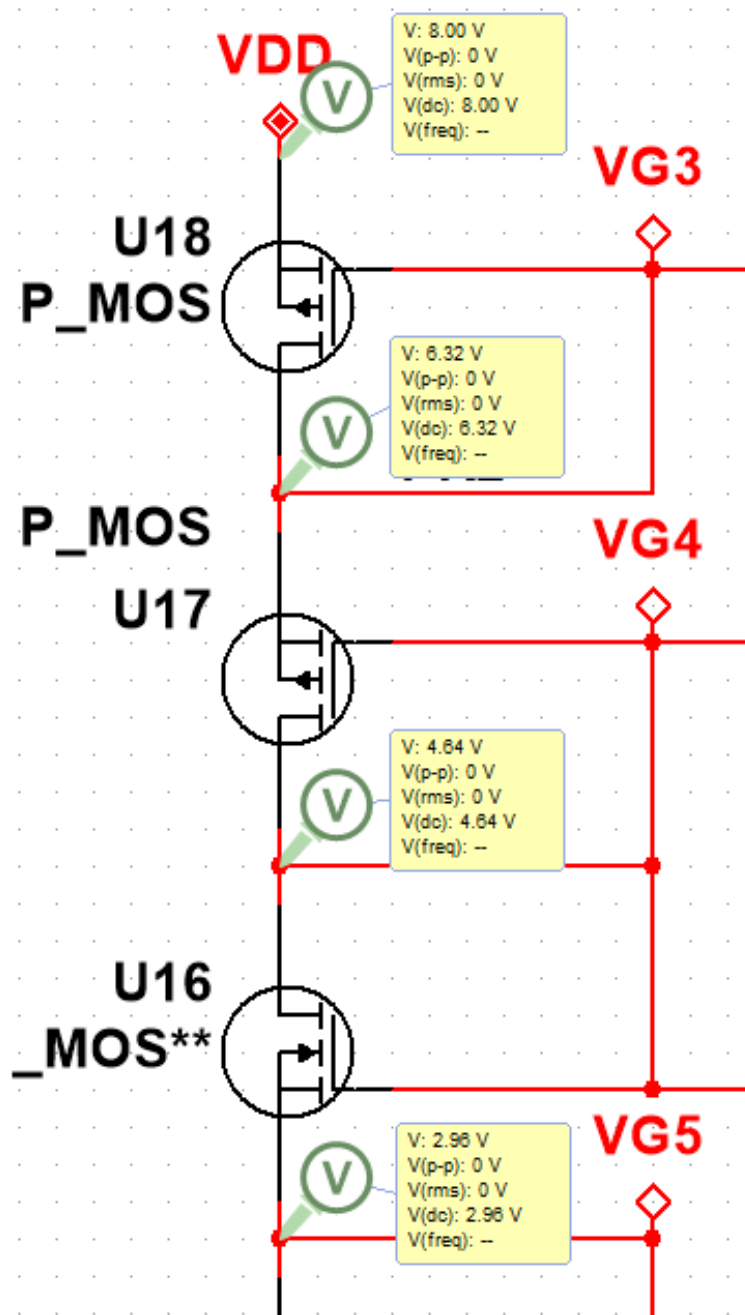 VDD
V
V: 8.00 V
V(p-p): 0 V
V(rms): 0 V
V(dc): 8.00 V
V(freq): --
VG3
U18
P_MOS
V
V: 6.32 V
V(p-p): 0 V
V(rms): 0 V
V(dc): 6.32 V
V(freq): --
P_MOS
VG4
U17
V
V: 4.64 V
V(p-p): 0 V
V(rms): 0 V
V(dc): 4.64 V
V(freq): --
U16
_MOS**
VG5
V
V: 2.96 V
V(p-p): 0 V
V(rms): 0 V
V(dc): 2.96 V
V(freq): --